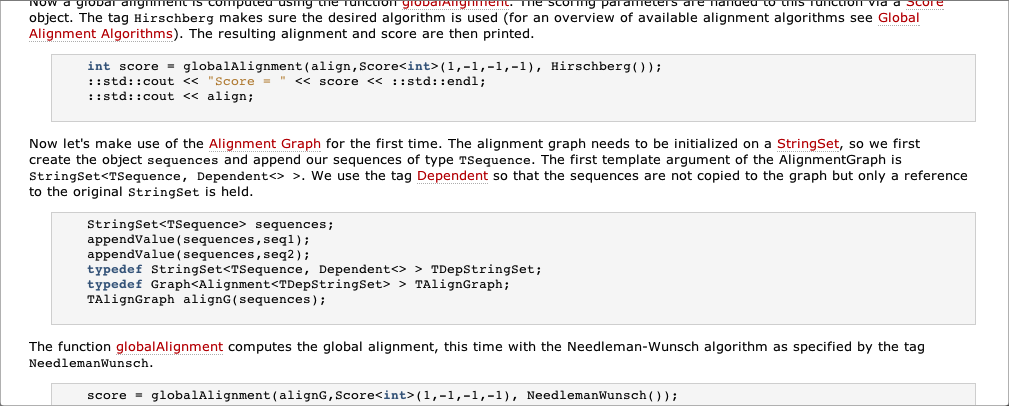 Now a global alignment is computed using the function globalAlignment. The scoring parameters are handed to this function via a Score
object. The tag Hirschberg makes sure the desired algorithm is used (for an overview of available alignment algorithms see Global
Alignment Algorithms). The resulting alignment and score are then printed.
int score = globalAlignment(align,Score<int>(1,-1,-1,-1), Hirschberg());
::std::cout << "Score = " << score << ::std::endl;
::std::cout << align;
Now let's make use of the Alignment Graph for the first time. The alignment graph needs to be initialized on a StringSet, so we first
create the object sequences and append our sequences of type TSequence. The first template argument of the AlignmentGraph is
StringSet<TSequence, Dependent<> >. We use the tag Dependent so that the sequences are not copied to the graph but only a reference
to the original StringSet is held.
StringSet<TSequence> sequences;
appendValue(sequences,seq1);
appendValue(sequences,seq2);
typedef StringSet<TSequence, Dependent<> > TDepStringSet;
typedef Graph<Alignment<TDepStringSet> > TAlignGraph;
TAlignGraph alignG(sequences);
The function globalAlignment computes the global alignment, this time with the Needleman-Wunsch algorithm as specified by the tag
NeedlemanWunsch.
score = globalAlignment(alignG,Score<int>(1,-1,-1,-1), NeedlemanWunsch());